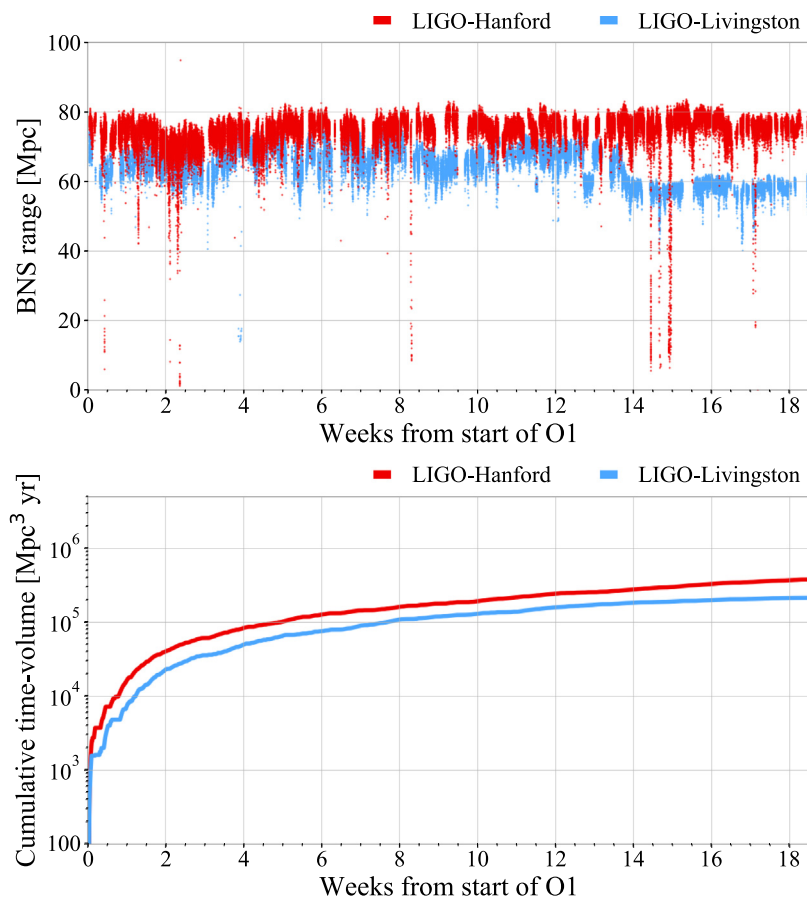 LIGO-Hanford LIGO-Livingston
100
80
60
40
20
0
BNS range [Mpc]
0 2 4 6 8 10 12 14 16 18
Weeks from start of O1
LIGO-Hanford LIGO-Livingston
10⁶
10⁵
10⁴
10³
100
Cumulative time-volume [Mpc³ yr]
0 2 4 6 8 10 12 14 16 18
Weeks from start of O1